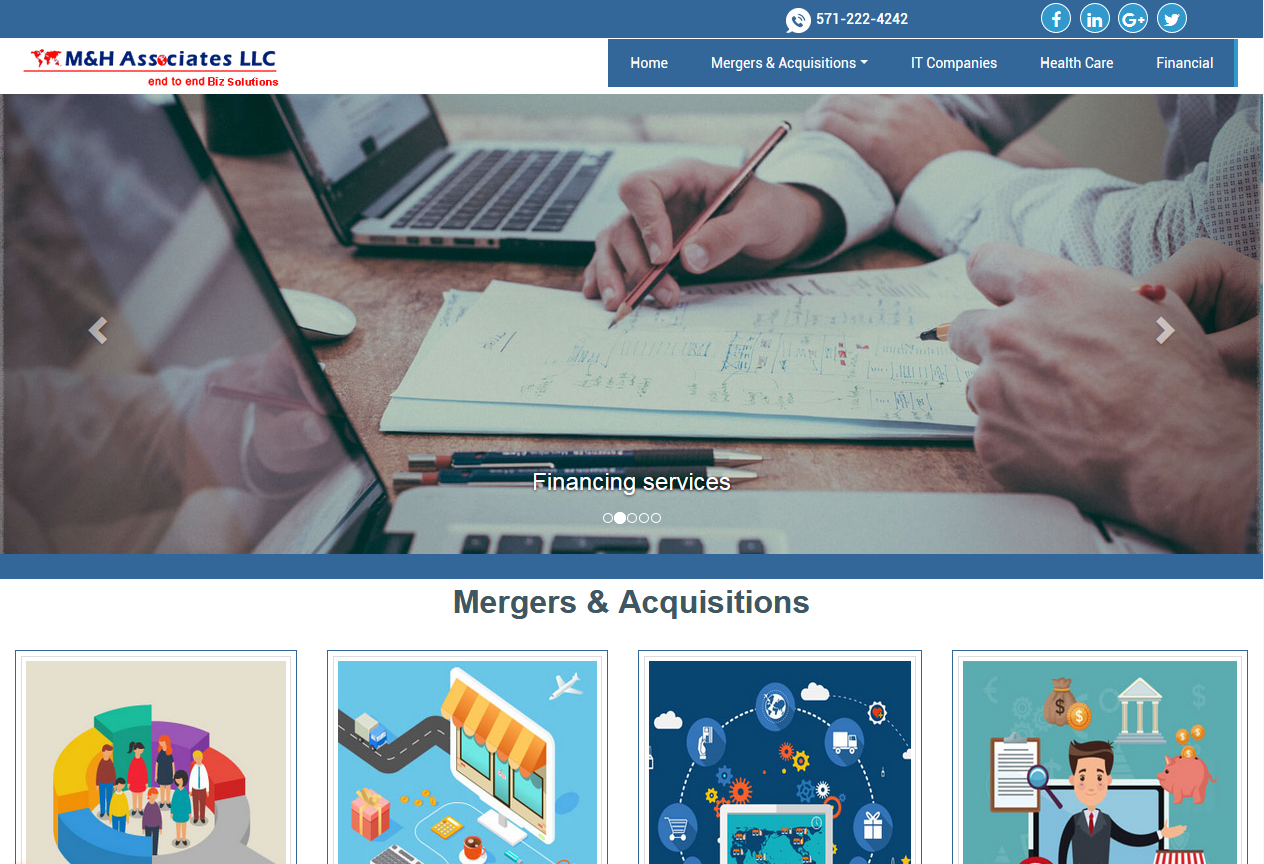 571-222-4242
M&H Associates LLC
end to end Biz Solutions
Home
Mergers & Acquisitions
IT Companies
Health Care
Financial
Financing services
Mergers & Acquisitions